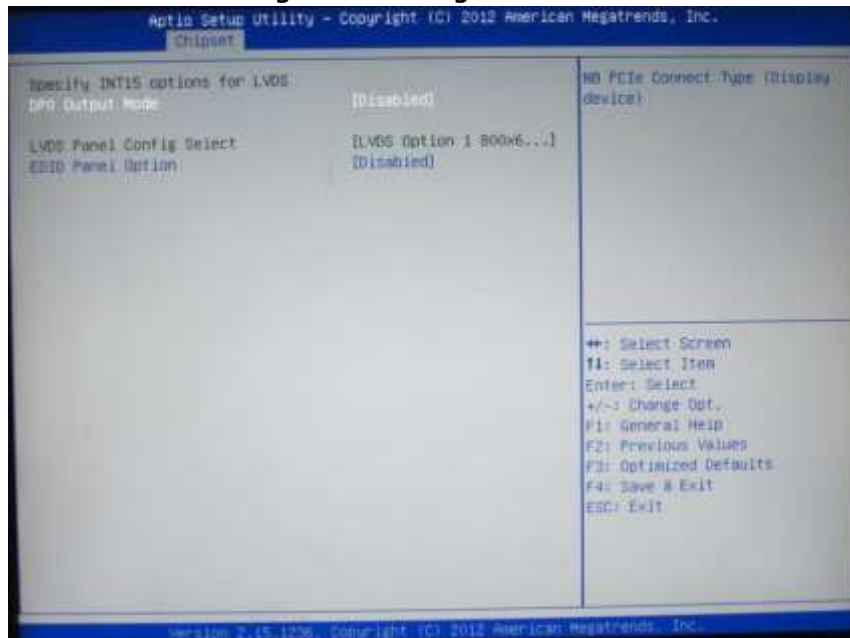 Aptio Setup Utility - Copyright (C) 2012 American Megatrends, Inc.
Chipset
Specify INT15 options for LVDS
DP0 Output Mode [Disabled]
LVDS Panel Config Select [LVDS Option 1 800x6...]
EDID Panel Option [Disabled]
NB PCIe Connect Type (Display
device)
↔: Select Screen
↑↓: Select Item
Enter: Select
+/-: Change Opt.
F1: General Help
F2: Previous Values
F3: Optimized Defaults
F4: Save & Exit
ESC: Exit
Version 2.15.1236. Copyright (C) 2012 American Megatrends, Inc.